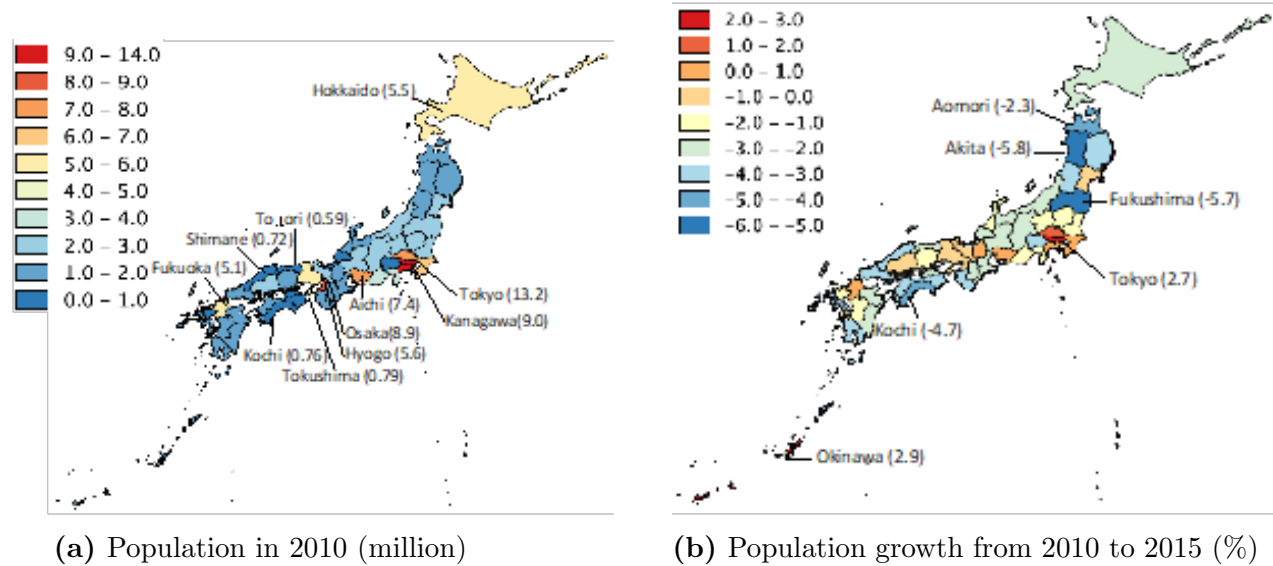 9.0 – 14.0
8.0 – 9.0
7.0 – 8.0
6.0 – 7.0
5.0 – 6.0
4.0 – 5.0
3.0 – 4.0
2.0 – 3.0
1.0 – 2.0
0.0 – 1.0
Hokkaido (5.5)
(0.59)
Shimane (0.72)
Fukuoka (5.1)
Tokyo (13.2)
Aichi (7.4)
Kanagawa(9.0)
Osaka(8.9)
Kochi (0.76)
Hyogo (5.6)
Tokushima (0.79)
(a) Population in 2010 (million)
2.0 – 3.0
1.0 – 2.0
0.0 – 1.0
−1.0 – 0.0
−2.0 – −1.0
−3.0 – −2.0
−4.0 – −3.0
−5.0 – −4.0
−6.0 – −5.0
Aomori (-2.3)
Akita (-5.8)
Fukushima (-5.7)
Tokyo (2.7)
Kochi (-4.7)
Okinawa (2.9)
(b) Population growth from 2010 to 2015 (%)